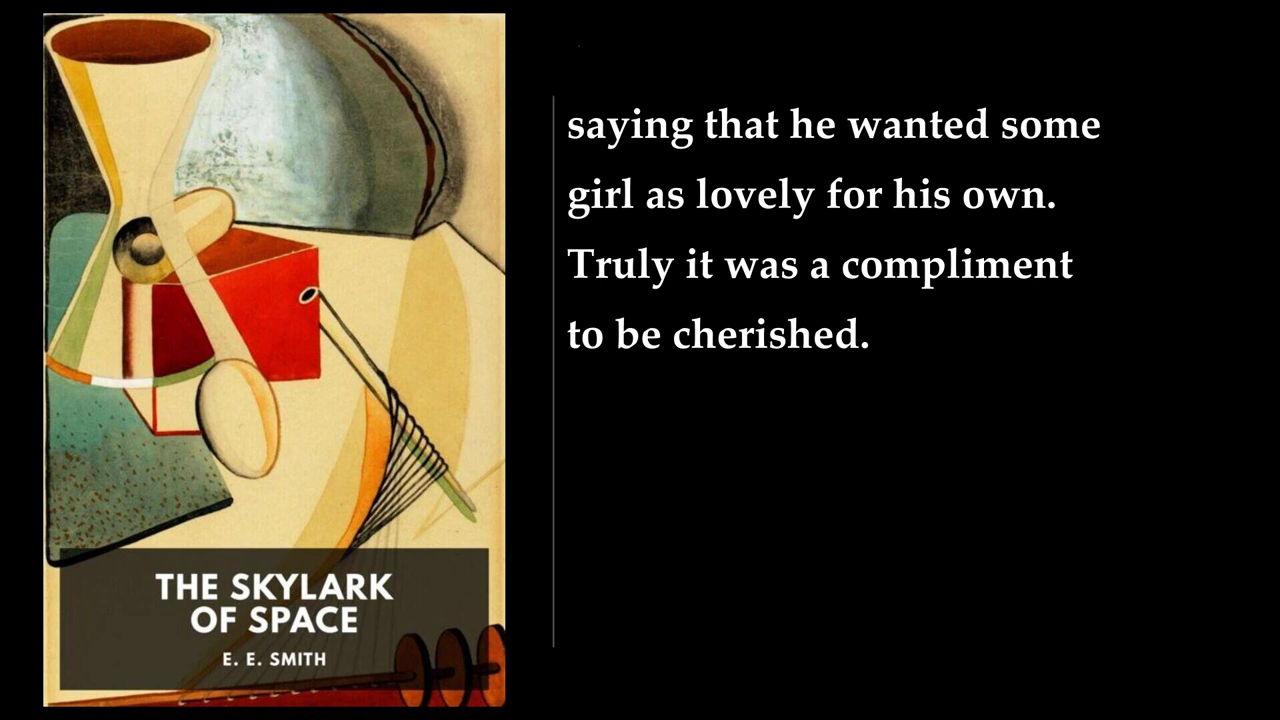 THE SKYLARK
OF SPACE
E. E. SMITH
saying that he wanted some
girl as lovely for his own.
Truly it was a compliment
to be cherished.